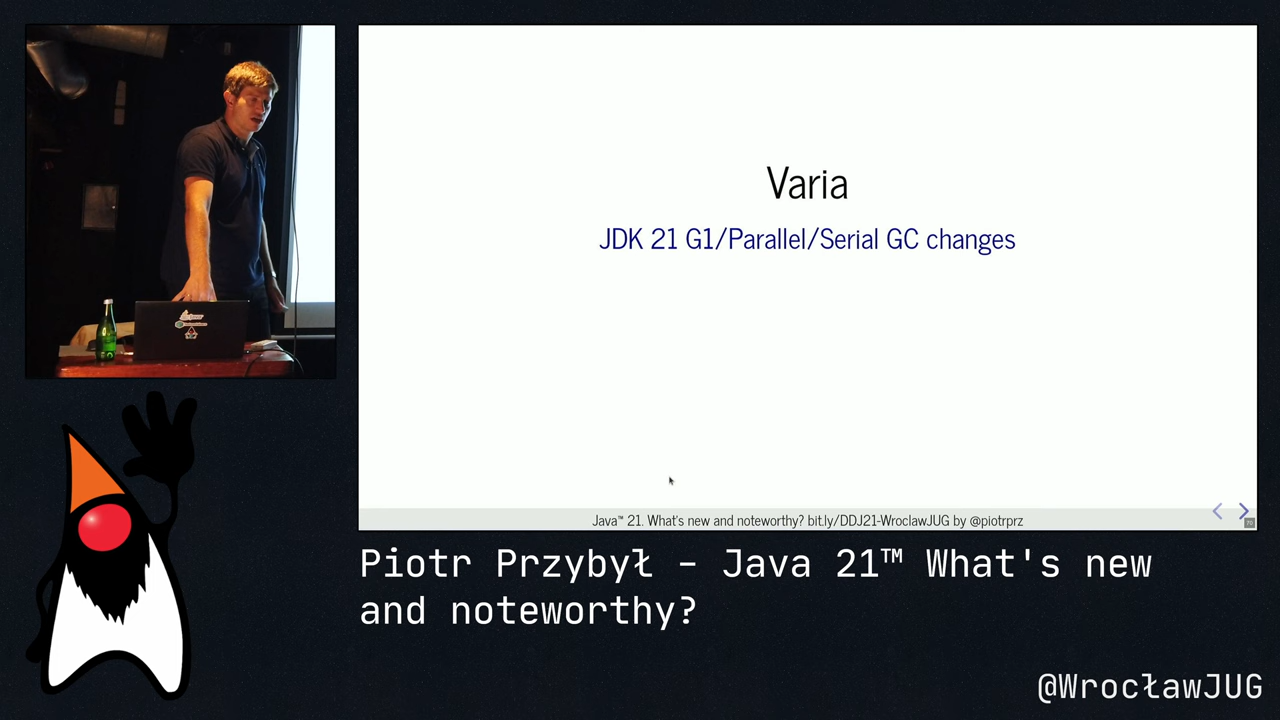 Varia
JDK 21 G1/Parallel/Serial GC changes
Java™ 21. What's new and noteworthy? bit.ly/DDJ21-WroclawJUG by @piotrprz
70
Piotr Przybył – Java 21™ What's new
and noteworthy?
@WrocławJUG